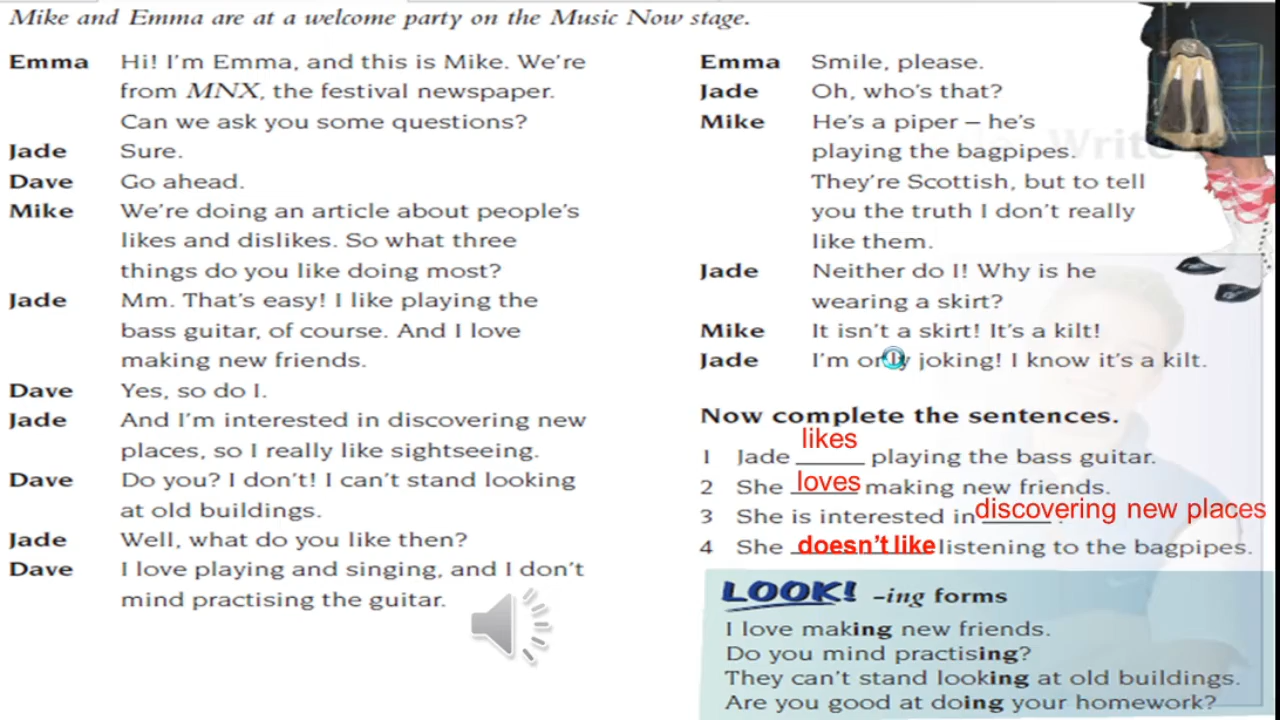 Mike and Emma are at a welcome party on the Music Now stage.
Emma Hi! I'm Emma, and this is Mike. We're
from MNX, the festival newspaper.
Can we ask you some questions?
Jade Sure.
Dave Go ahead.
Mike We're doing an article about people's
likes and dislikes. So what three
things do you like doing most?
Jade Mm. That's easy! I like playing the
bass guitar, of course. And I love
making new friends.
Dave Yes, so do I.
Jade And I'm interested in discovering new
places, so I really like sightseeing.
Dave Do you? I don't! I can't stand looking
at old buildings.
Jade Well, what do you like then?
Dave I love playing and singing, and I don't
mind practising the guitar.
Emma Smile, please.
Jade Oh, who's that?
Mike He's a piper – he's
playing the bagpipes.
They're Scottish, but to tell
you the truth I don't really
like them.
Jade Neither do I! Why is he
wearing a skirt?
Mike It isn't a skirt! It's a kilt!
Jade I'm only joking! I know it's a kilt.
Write
Now complete the sentences.
1 Jade likes playing the bass guitar.
2 She loves making new friends.
3 She is interested in discovering new places.
4 She doesn't like listening to the bagpipes.
LOOK! -ing forms
I love making new friends.
Do you mind practising?
They can't stand looking at old buildings.
Are you good at doing your homework?